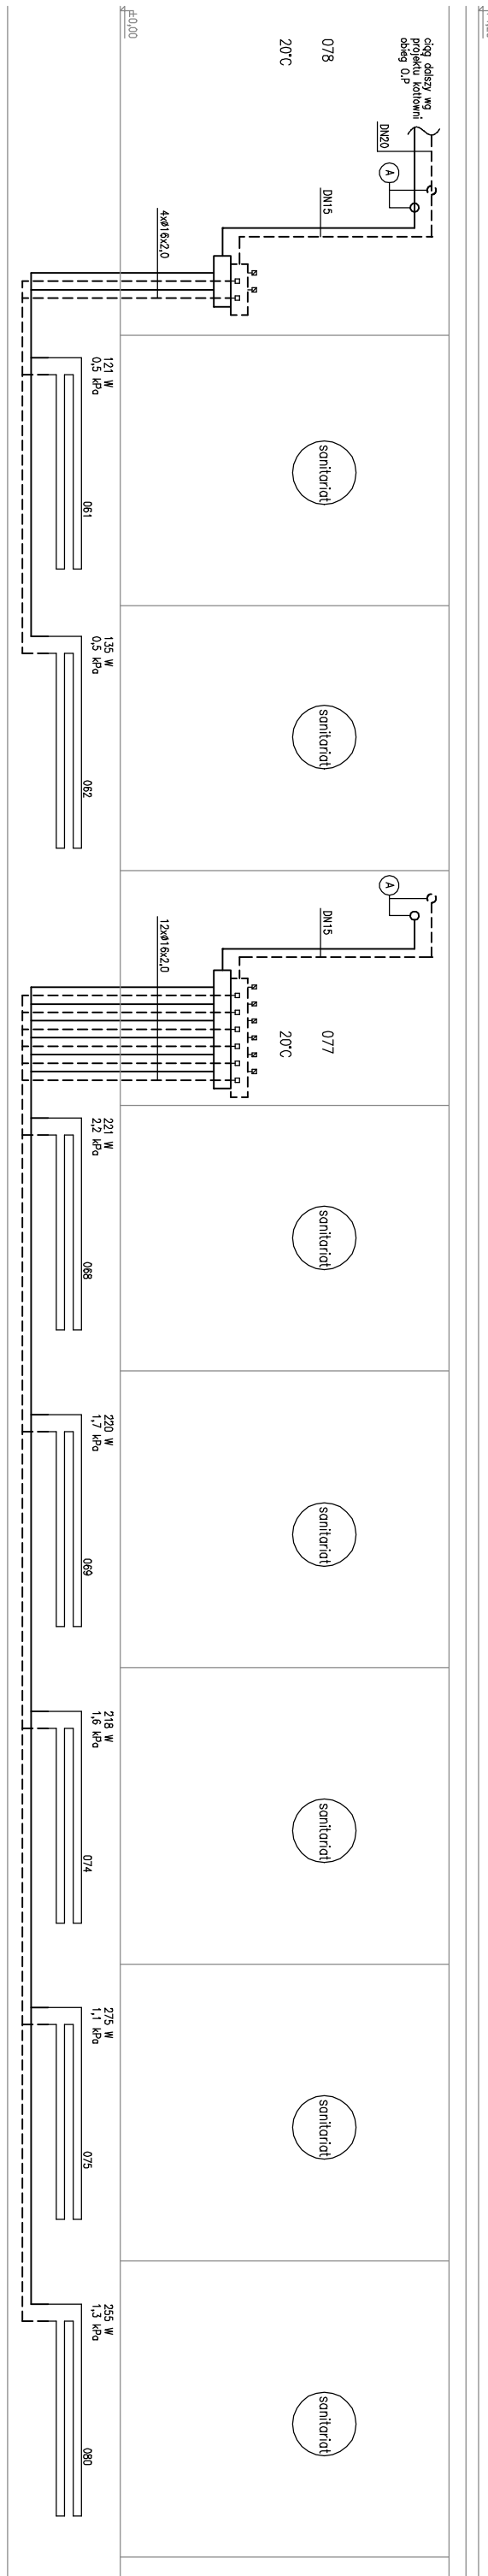 ±0,00
ciąg dalszy wg
projektu kotłowni
obieg O.P
078
20°C
DN20
A
DN15
4xø16x2,0
121 W
0,5 kPa
061
sanitariat
135 W
0,5 kPa
062
sanitariat
A
DN15
12xø16x2,0
077
20°C
221 W
2,2 kPa
068
sanitariat
220 W
1,7 kPa
069
sanitariat
218 W
1,6 kPa
074
sanitariat
275 W
1,1 kPa
075
sanitariat
255 W
1,3 kPa
080
sanitariat